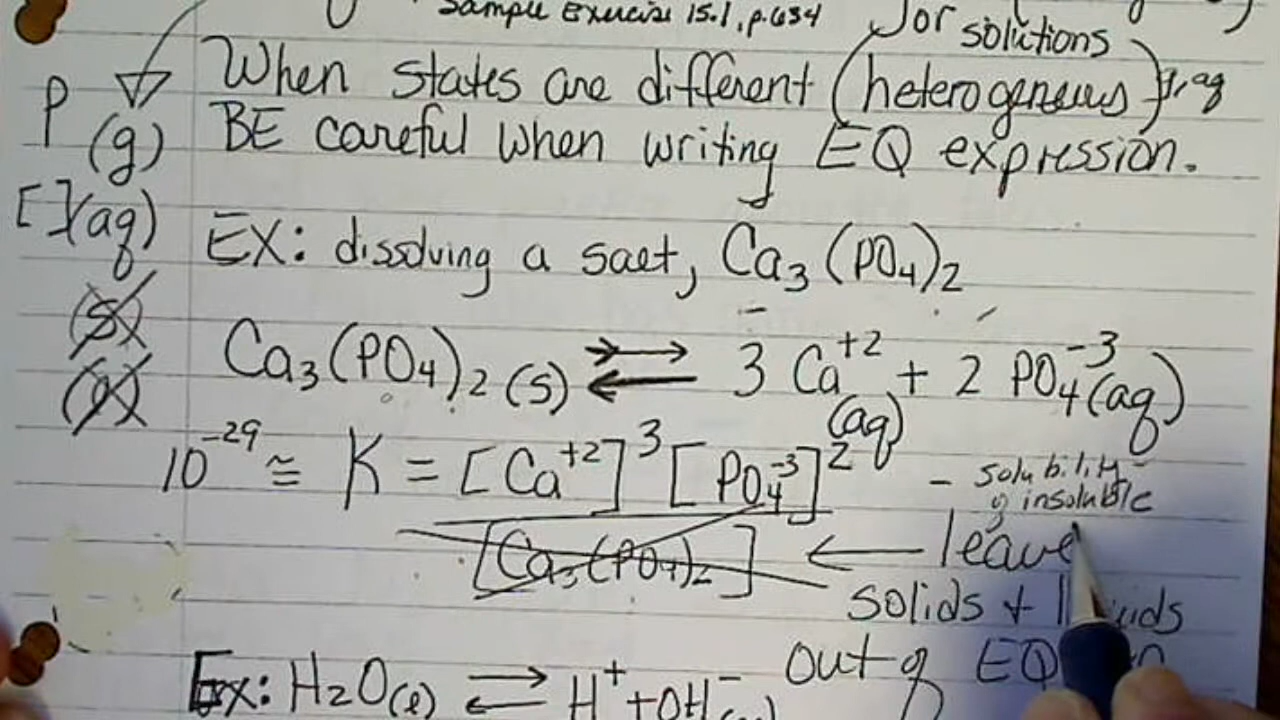 Sample Exercise 15.1, p.634
for solutions
When states are different (heterogeneous)
P (g) BE careful when writing EQ expression.
[ ](aq) EX: dissolving a salt, Ca3(PO4)2
(s) Ca3(PO4)2 (s) ⇌ 3 Ca+2 (aq) + 2 PO4-3 (aq)
10-29 ≅ K = [Ca+2]3 [PO4-3]2
[Ca3(PO4)2]
- solubility
of insoluble
← leave
solids + liquids
out of EQ
Ex: H2O(l) ⇌ H+ + OH-